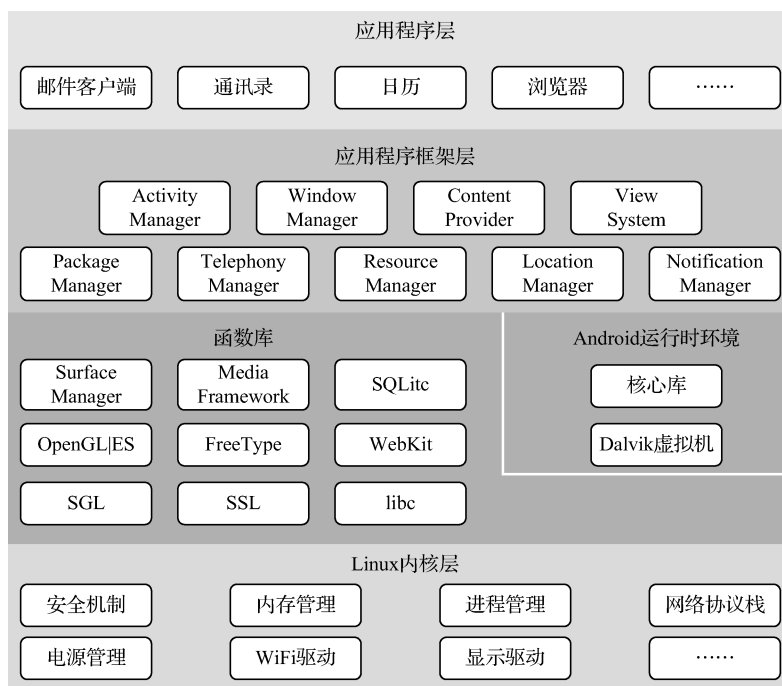 应用程序层
邮件客户端 通讯录 日历 浏览器 ……
应用程序框架层
Activity Manager
Window Manager
Content Provider
View System
Package Manager
Telephony Manager
Resource Manager
Location Manager
Notification Manager
函数库
Surface Manager
Media Framework
SQLitc
OpenGL|ES FreeType WebKit
SGL SSL libc
Android运行时环境
核心库
Dalvik虚拟机
Linux内核层
安全机制 内存管理 进程管理 网络协议栈
电源管理 WiFi驱动 显示驱动 ……